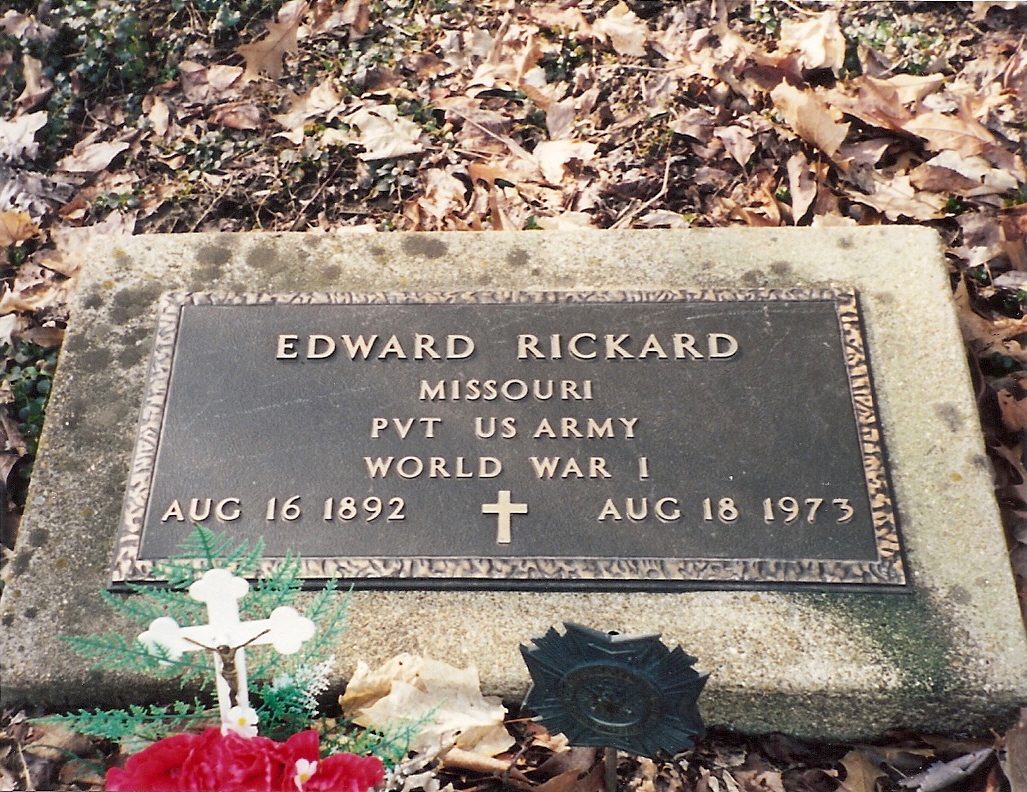 EDWARD RICKARD
MISSOURI
PVT US ARMY
WORLD WAR I
AUG 16 1892 AUG 18 1973